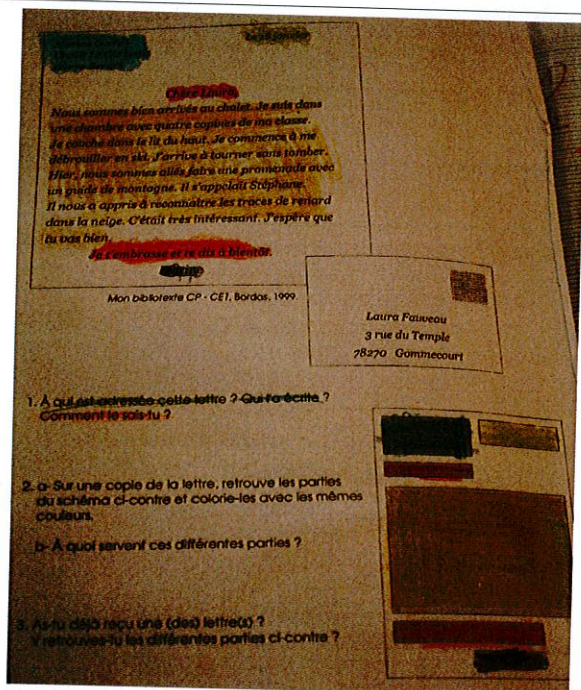 Le 28 janvier
Chère Laura,
Nous sommes bien arrivés au chalet. Je suis dans
une chambre avec quatre copines de ma classe.
Je couche dans le lit du haut. Je commence à me
débrouiller en ski. J'arrive à tourner sans tomber.
Hier, nous sommes allés faire une promenade avec
un guide de montagne. Il s'appelait Stéphane.
Il nous a appris à reconnaître les traces de renard
dans la neige. C'était très intéressant. J'espère que
tu vas bien.
Je t'embrasse et te dis à bientôt.
Mon bibliotexte CP - CE1, Bordas, 1999.
Laura Fauveau
3 rue du Temple
78270 Gommecourt
1. À qui est adressée cette lettre ? Qui l'a écrite ?
Comment le sais-tu ?
2. a- Sur une copie de la lettre, retrouve les parties
du schéma ci-contre et colorie-les avec les mêmes
couleurs.
b- À quoi servent ces différentes parties ?
3. As-tu déjà reçu une (des) lettre(s) ?
Y retrouves-tu les différentes parties ci-contre ?